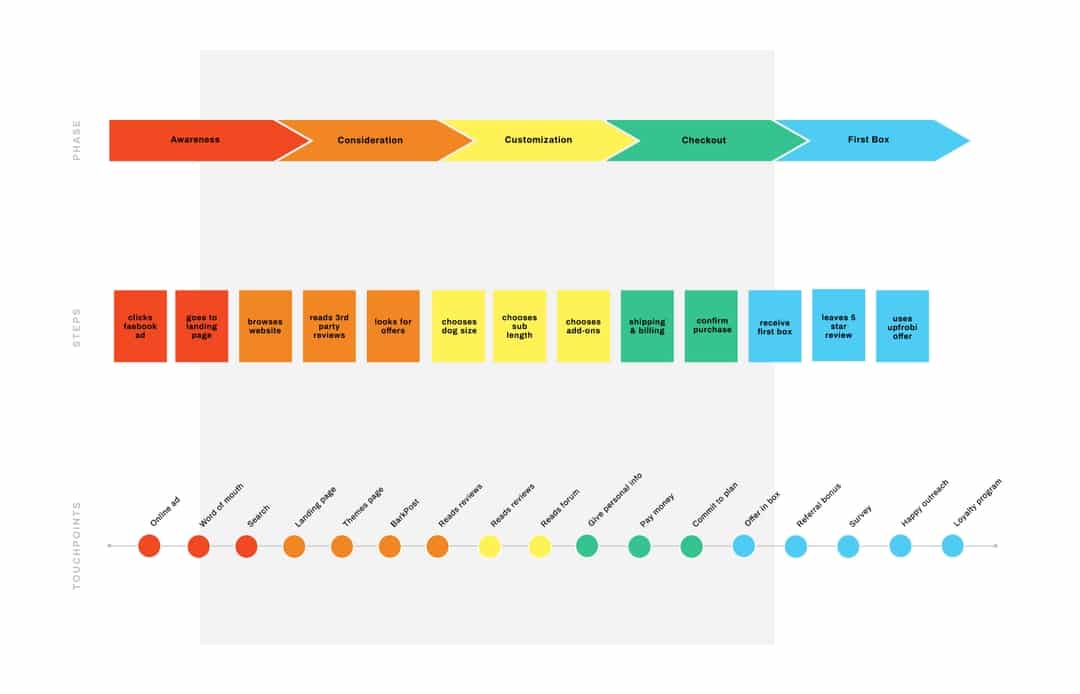 PHASE
Awareness
Consideration
Customization
Checkout
First Box
STEPS
clicks
fasbook
ad
goes to
landing
page
browses
website
reads 3rd
party
reviews
looks for
offers
chooses
dog size
chooses
sub
length
chooses
add-ons
shipping
& billing
confirm
purchase
receive
first box
leaves 5
star
review
uses
upfrobi
offer
TOUCHPOINTS
Online ad
Word of mouth
Search
Landing page
Themes page
BarkPost
Reads reviews
Reads reviews
Reads forum
Give personal info
Pay money
Commit to plan
Offer in box
Referral bonus
Survey
Happy outreach
Loyalty program